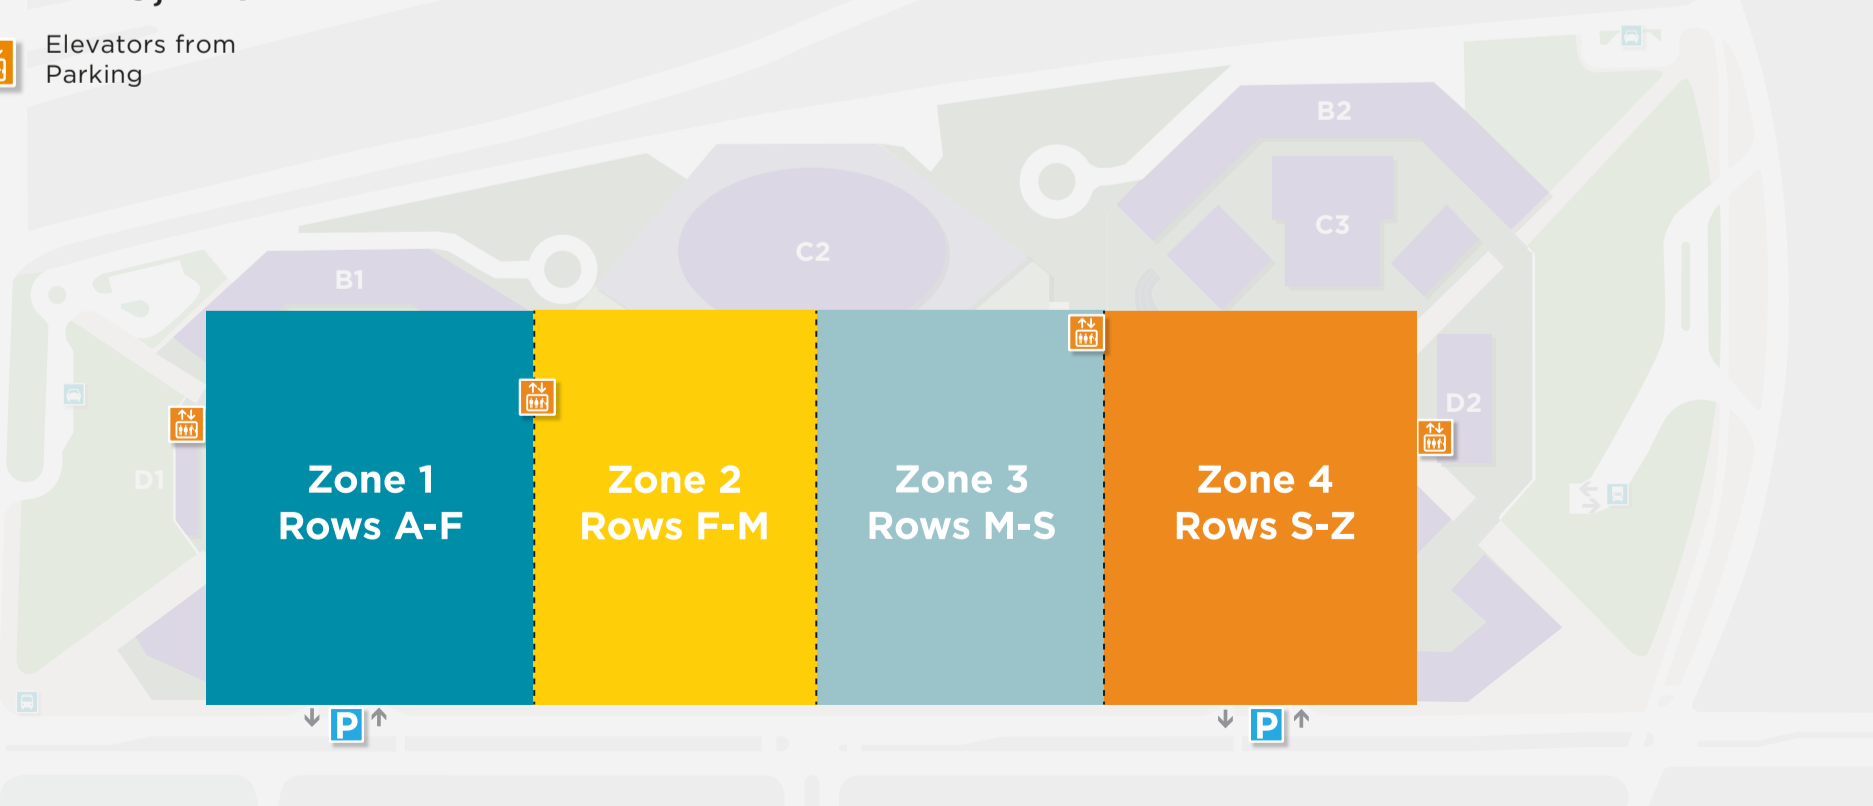 Elevators from
Parking
B2
C3
C2
B1
D2
D1
Zone 1
Rows A-F
Zone 2
Rows F-M
Zone 3
Rows M-S
Zone 4
Rows S-Z
P
P